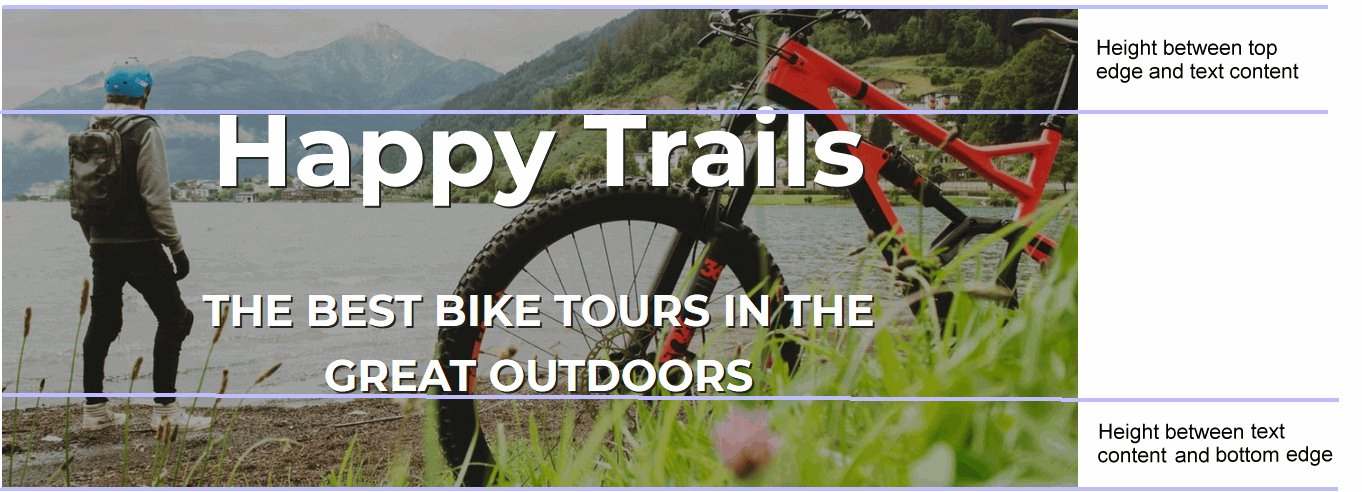 Height between top
edge and text content
Happy Trails
THE BEST BIKE TOURS IN THE
GREAT OUTDOORS
Height between text
content and bottom edge